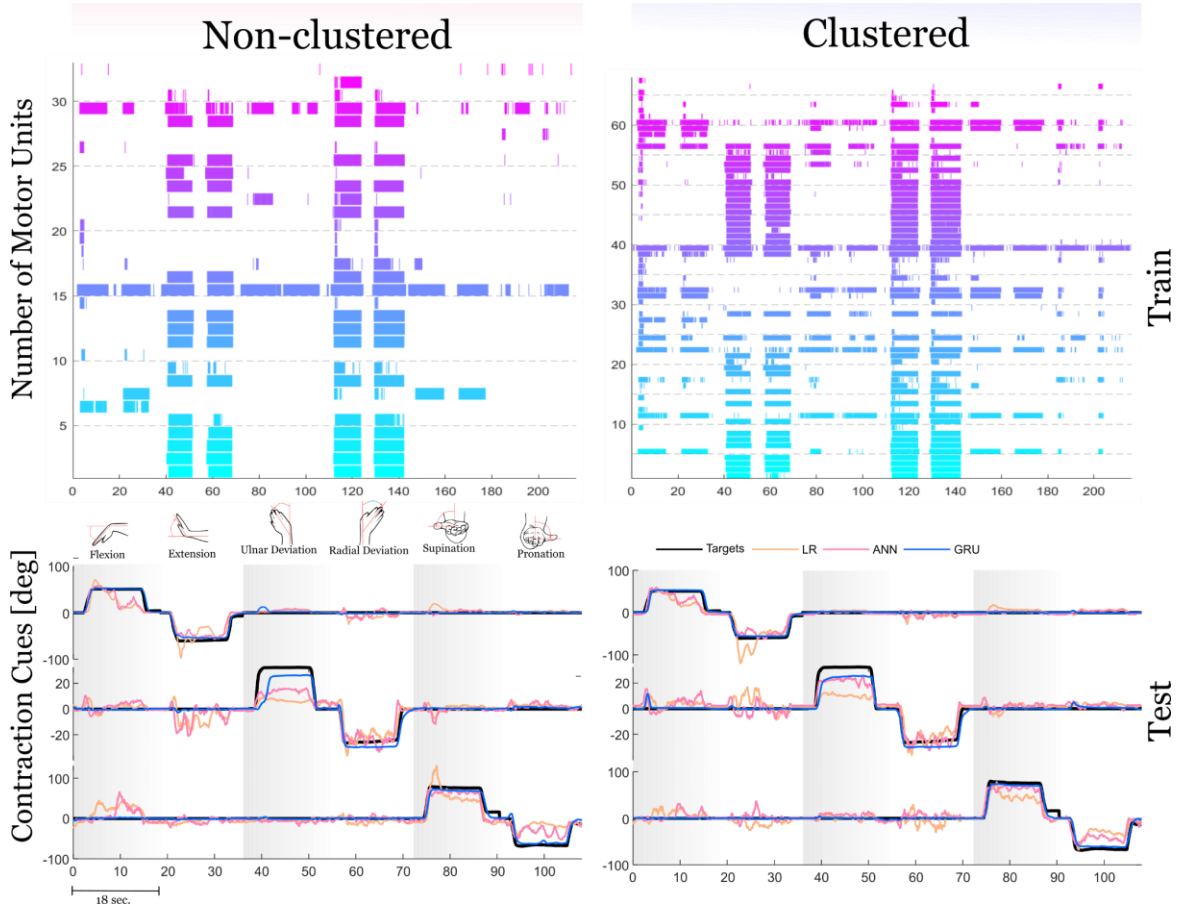 Non-clustered
Clustered
Number of Motor Units
30
25
20
15
10
5
0 20 40 60 80 100 120 140 160 180 200
60
50
40
30
20
10
0 20 40 60 80 100 120 140 160 180 200
Train
Flexion
Extension
Ulnar Deviation
Radial Deviation
Supination
Pronation
Targets LR ANN GRU
Contraction Cues [deg]
100
0
-100
20
0
-20
100
0
-100
0 10 20 30 40 50 60 70 80 90 100
18 sec.
100
0
-100
20
0
-20
100
0
-100
0 10 20 30 40 50 60 70 80 90 100
Test